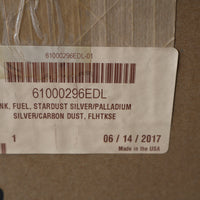 61000296EDL-01
61000296EDL
NK, FUEL, STARDUST SILVER/PALLADIUM
SILVER/CARBON DUST, FLHTKSE
1 06 / 14 / 2017
Made in the USA